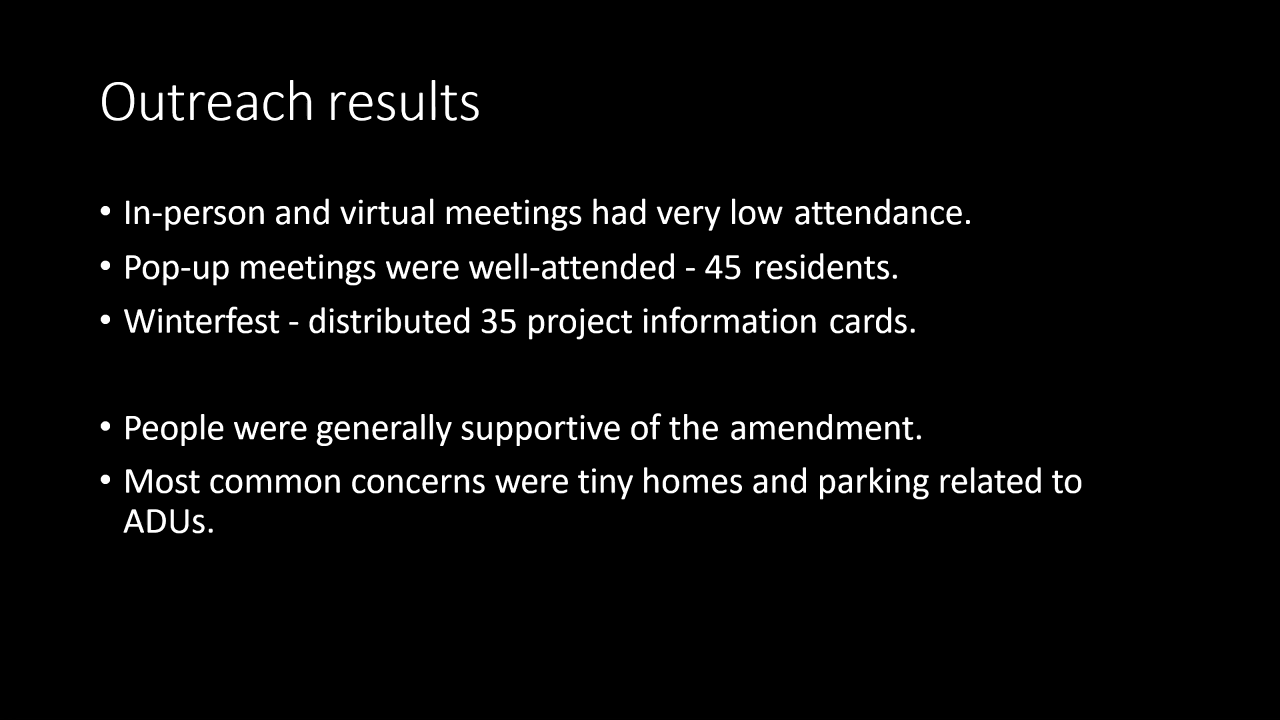 Outreach results
• In-person and virtual meetings had very low attendance.
• Pop-up meetings were well-attended - 45 residents.
• Winterfest - distributed 35 project information cards.
• People were generally supportive of the amendment.
• Most common concerns were tiny homes and parking related to
ADUs.